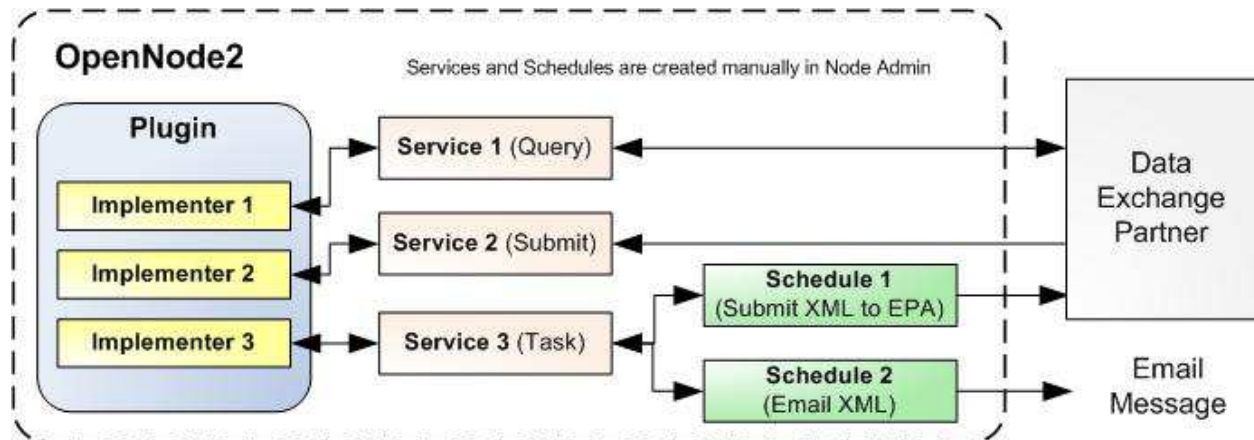 OpenNode2
Services and Schedules are created manually in Node Admin
Plugin
Implementer 1
Implementer 2
Implementer 3
Service 1 (Query)
Service 2 (Submit)
Service 3 (Task)
Schedule 1
(Submit XML to EPA)
Schedule 2
(Email XML)
Data
Exchange
Partner
Email
Message